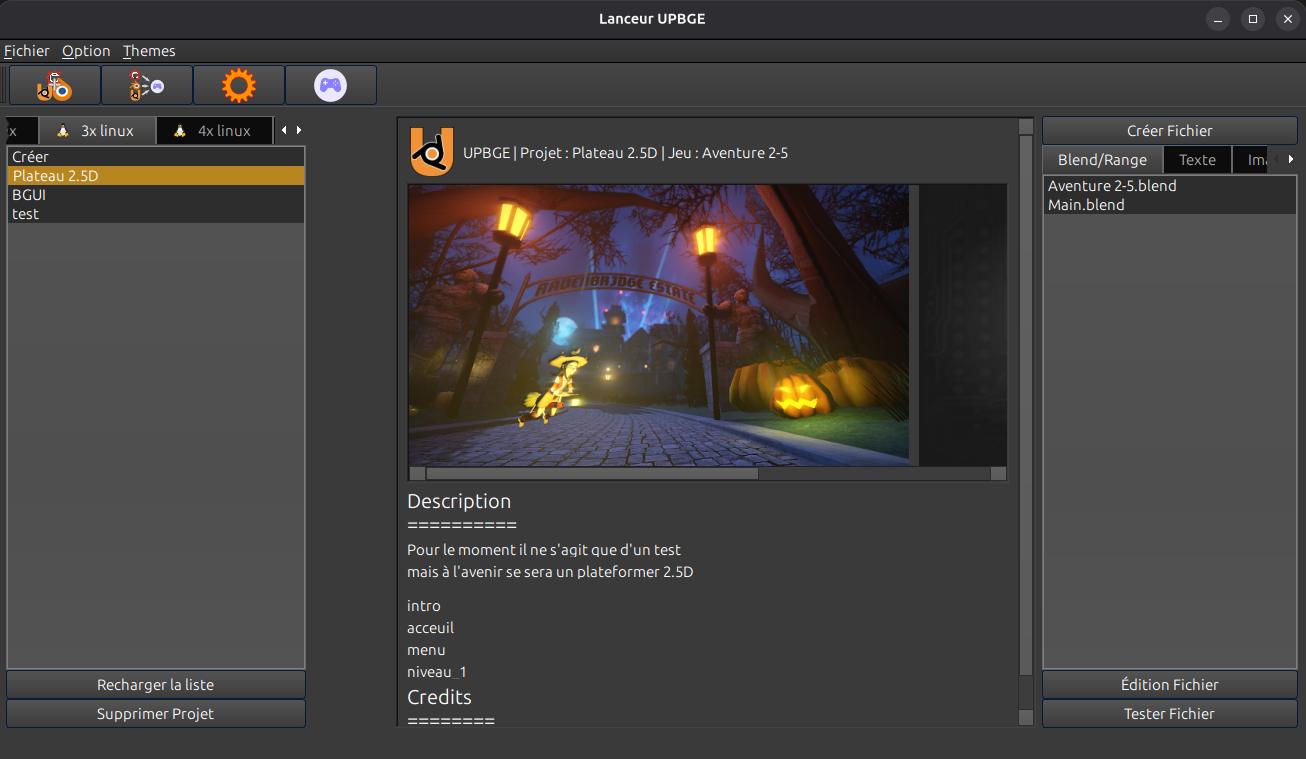 Lanceur UPBGE
Fichier Option Themes
x 3x linux 4x linux
Créer
Plateau 2.5D
BGUI
test
Recharger la liste
Supprimer Projet
UPBGE | Projet : Plateau 2.5D | Jeu : Aventure 2-5
RAVENBRIDGE ESTATE
Description
==========
Pour le moment il ne s'agit que d'un test
mais à l'avenir se sera un plateformer 2.5D
intro
acceuil
menu
niveau_1
Credits
========
Créer Fichier
Blend/Range Texte Ima
Aventure 2-5.blend
Main.blend
Édition Fichier
Tester Fichier